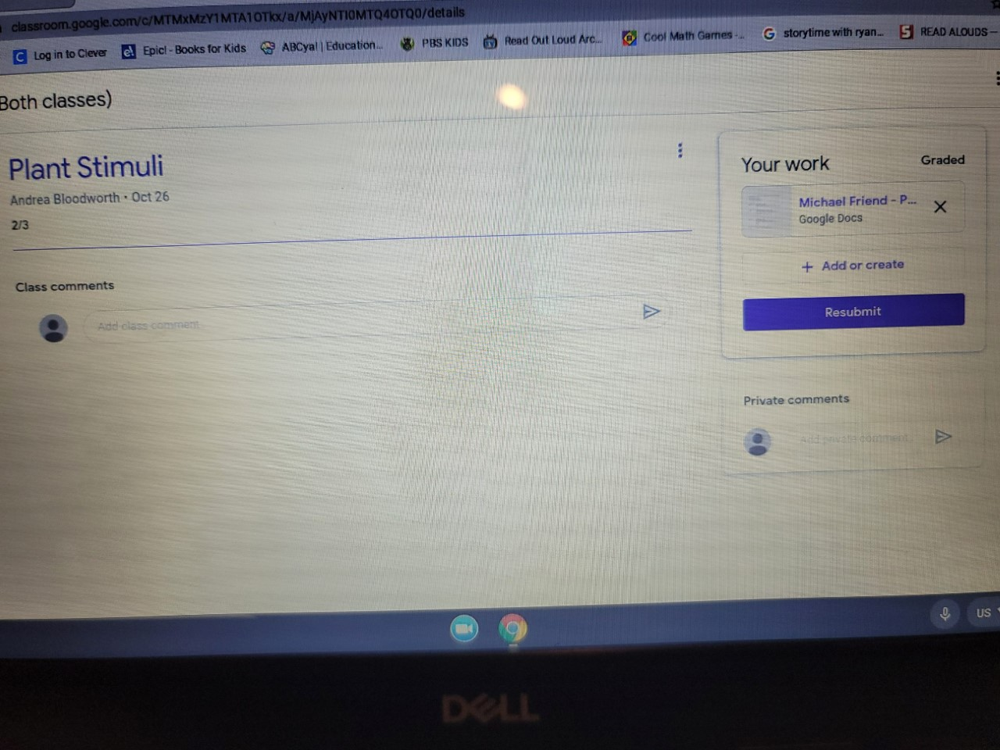 classroom.google.com/c/MTMxMzY1MTA1OTkx/a/MjAyNTI0MTQ4OTQ0/details
Log in to Clever
Epic! - Books for Kids
ABCya! | Education...
PBS KIDS
Read Out Loud Arc...
Cool Math Games -...
storytime with ryan...
READ ALOUDS —
Both classes)
Plant Stimuli
Andrea Bloodworth • Oct 26
2/3
Class comments
Add class comment
Your work
Graded
Michael Friend - P...
Google Docs
+ Add or create
Resubmit
Private comments
Add private comment
US
DELL